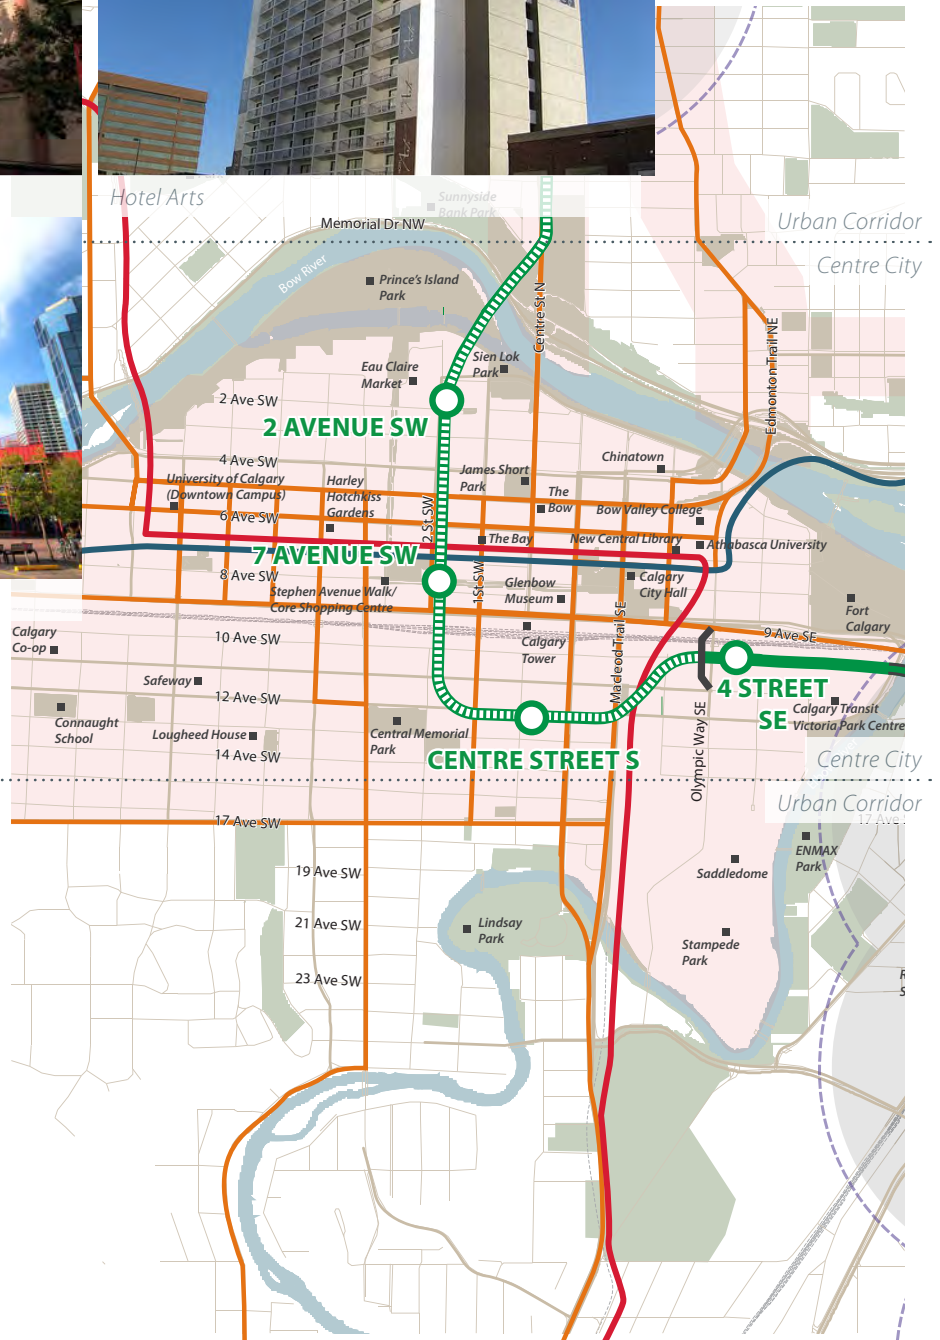 Hotel Arts
Sunnyside
Bank Park
Memorial Dr NW
Urban Corridor
Centre City
Bow River
Prince's Island
Park
Centre St N
Edmonton Trail NE
Sien Lok
Park
Eau Claire
Market
2 Ave SW
2 AVENUE SW
4 Ave SW
Chinatown
University of Calgary
(Downtown Campus)
Harley
Hotchkiss
Gardens
James Short
Park
The
Bow
Bow Valley College
6 Ave SW
2 St SW
The Bay
New Central Library
Athabasca University
7 AVENUE SW
8 Ave SW
Stephen Avenue Walk/
Core Shopping Centre
1St SW
Glenbow
Museum
Calgary
City Hall
Fort
Calgary
Calgary
Co-op
10 Ave SW
Calgary
Tower
Macleod Trail SE
9 Ave SE
Safeway
12 Ave SW
4 STREET
SE
Calgary Transit
Victoria Park Centre
Connaught
School
Lougheed House
Central Memorial
Park
14 Ave SW
CENTRE STREET S
Olympic Way SE
Centre City
Urban Corridor
17 Ave SW
17 Ave S
19 Ave SW
ENMAX
Park
Saddledome
21 Ave SW
Lindsay
Park
Stampede
Park
23 Ave SW